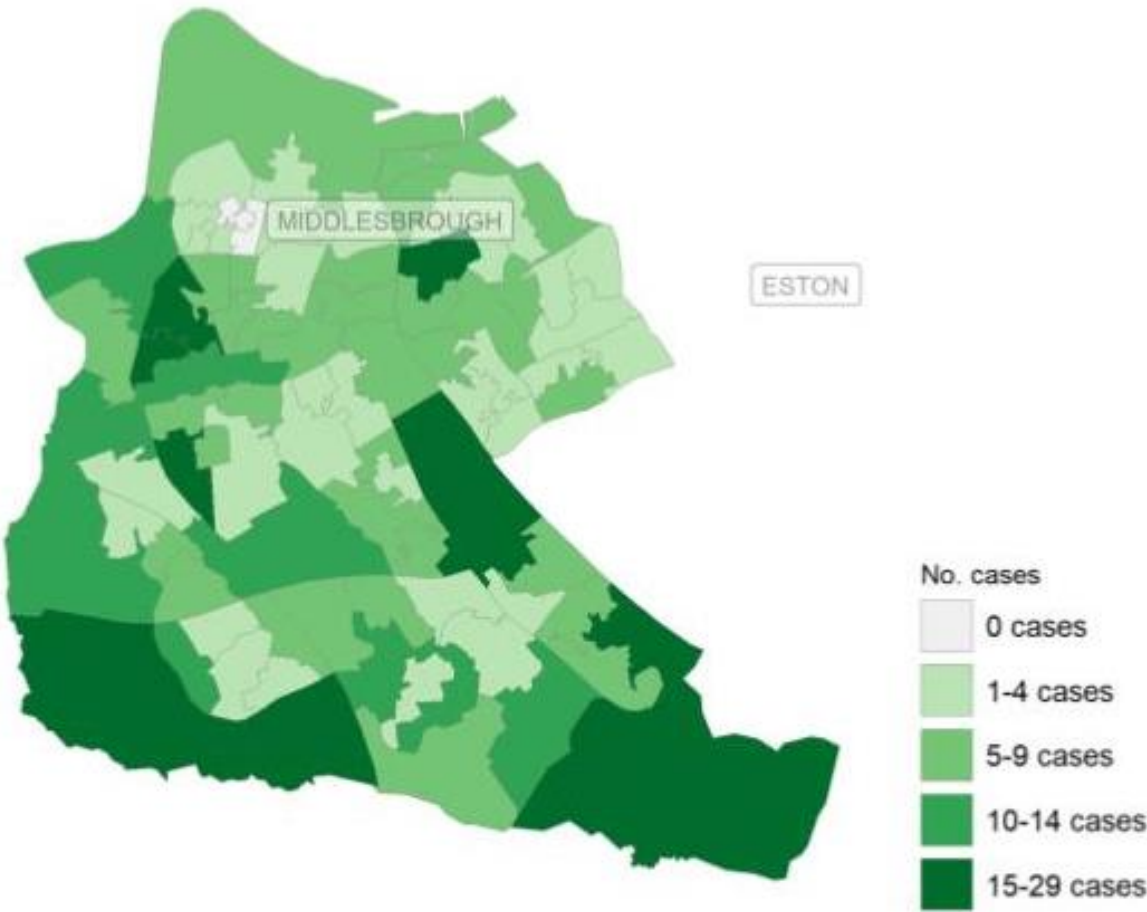 MIDDLESBROUGH
ESTON
No. cases
0 cases
1-4 cases
5-9 cases
10-14 cases
15-29 cases